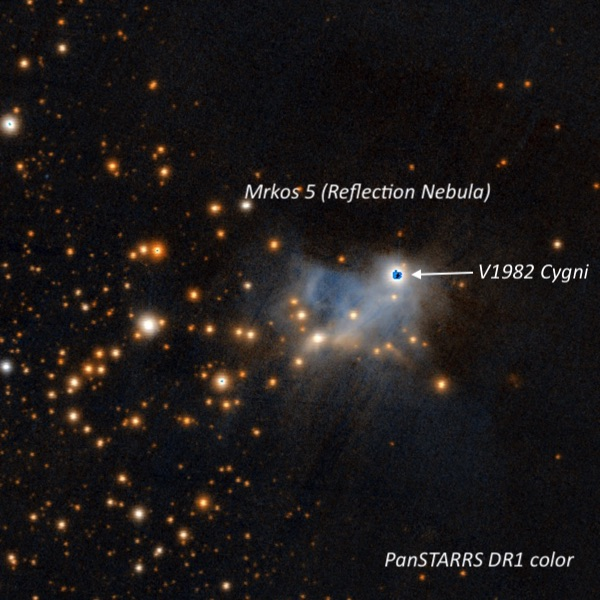 Mrkos 5 (Reflection Nebula)
V1982 Cygni
PanSTARRS DR1 color